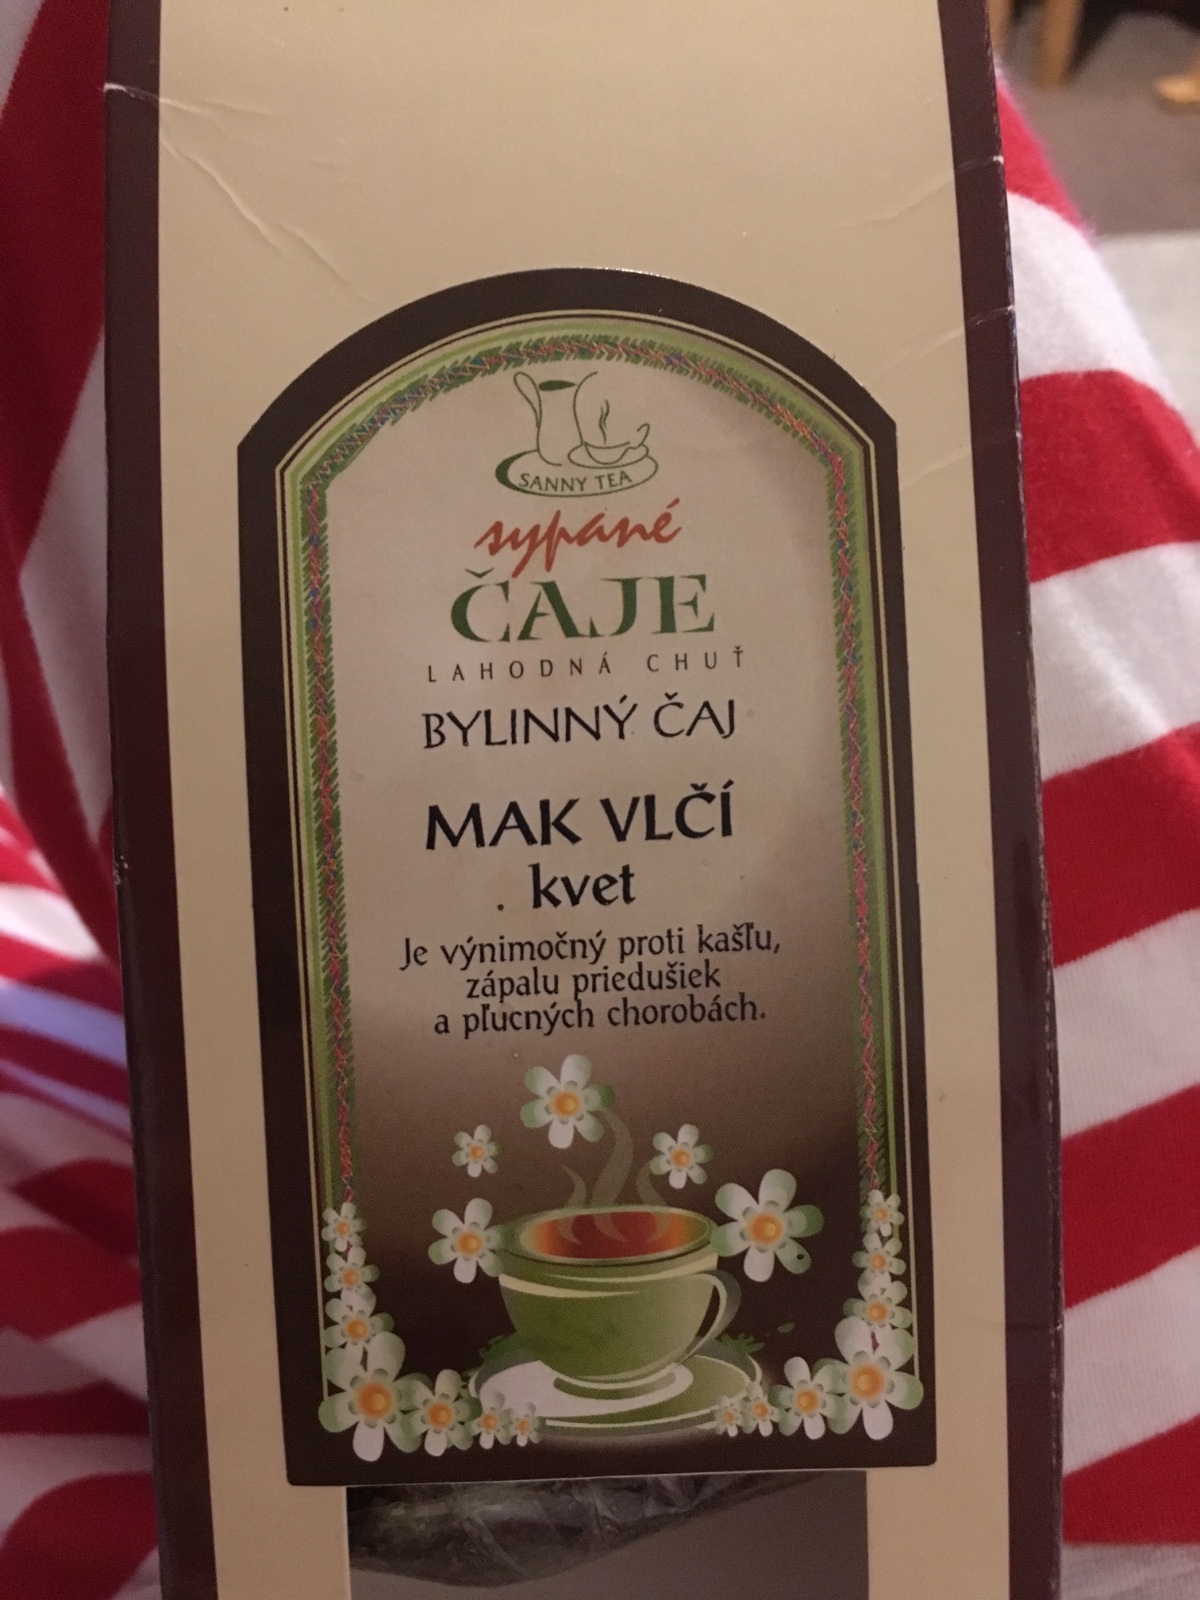 SANNY TEA
sypané
ČAJE
LAHODNÁ CHUŤ
BYLINNÝ ČAJ
MAK VLČÍ
kvet
Je výnimočný proti kašľu,
zápalu priedušiek
a pľucných chorobách.